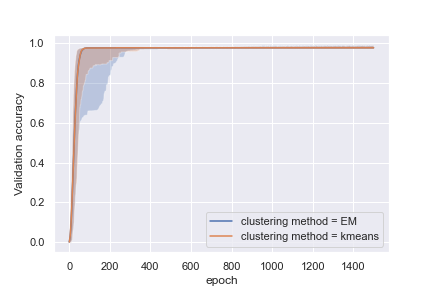 1.0
0.8
0.6
0.4
0.2
0.0
Validation accuracy
clustering method = EM
clustering method = kmeans
0 200 400 600 800 1000 1200 1400
epoch